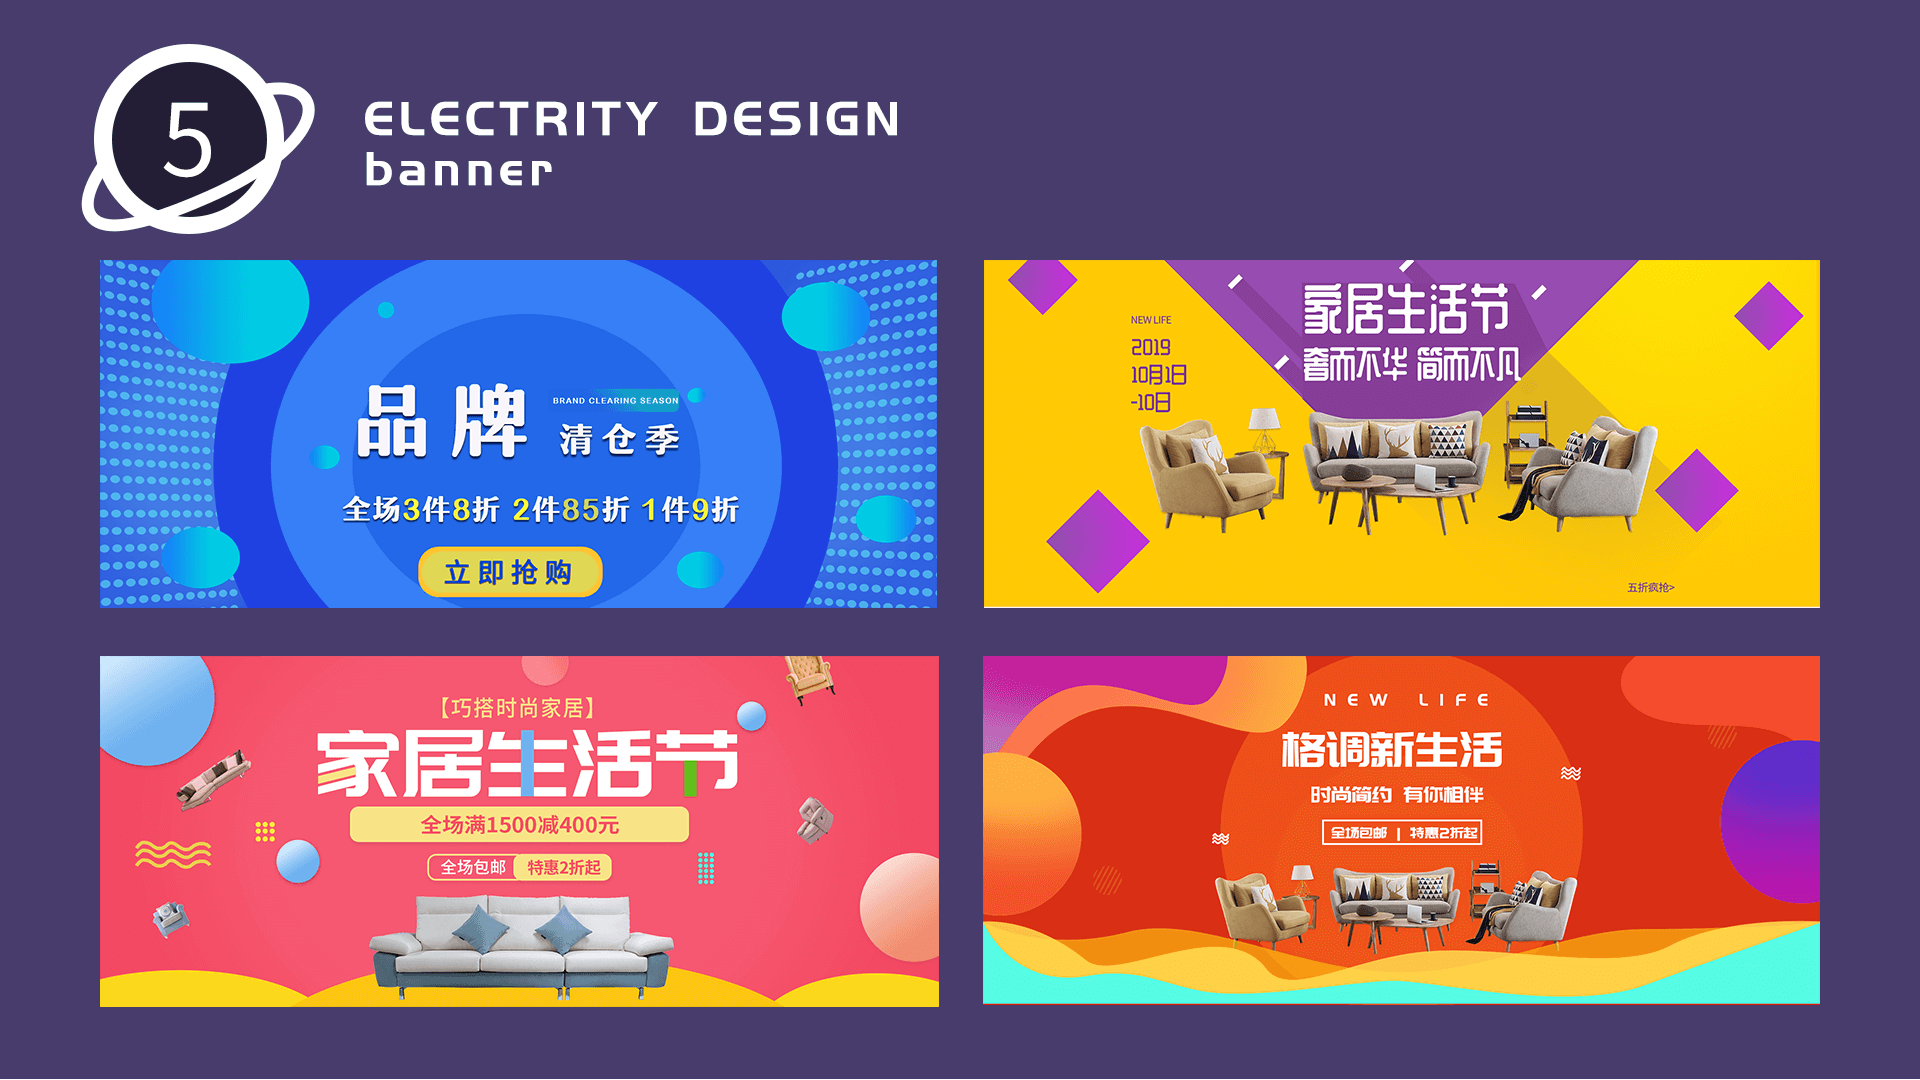 5
ELECTRITY DESIGN
banner
品牌
BRAND CLEARING SEASON
清仓季
全场3件8折 2件85折 1件9折
立即抢购
家居生活节
奢而不华 简而不凡
NEW LIFE
2019
10月1日
-10日
五折疯抢>
【巧搭时尚家居】
家居生活节
全场满1500减400元
全场包邮 特惠2折起
NEW LIFE
格调新生活
时尚简约 有你相伴
全场包邮 | 特惠2折起